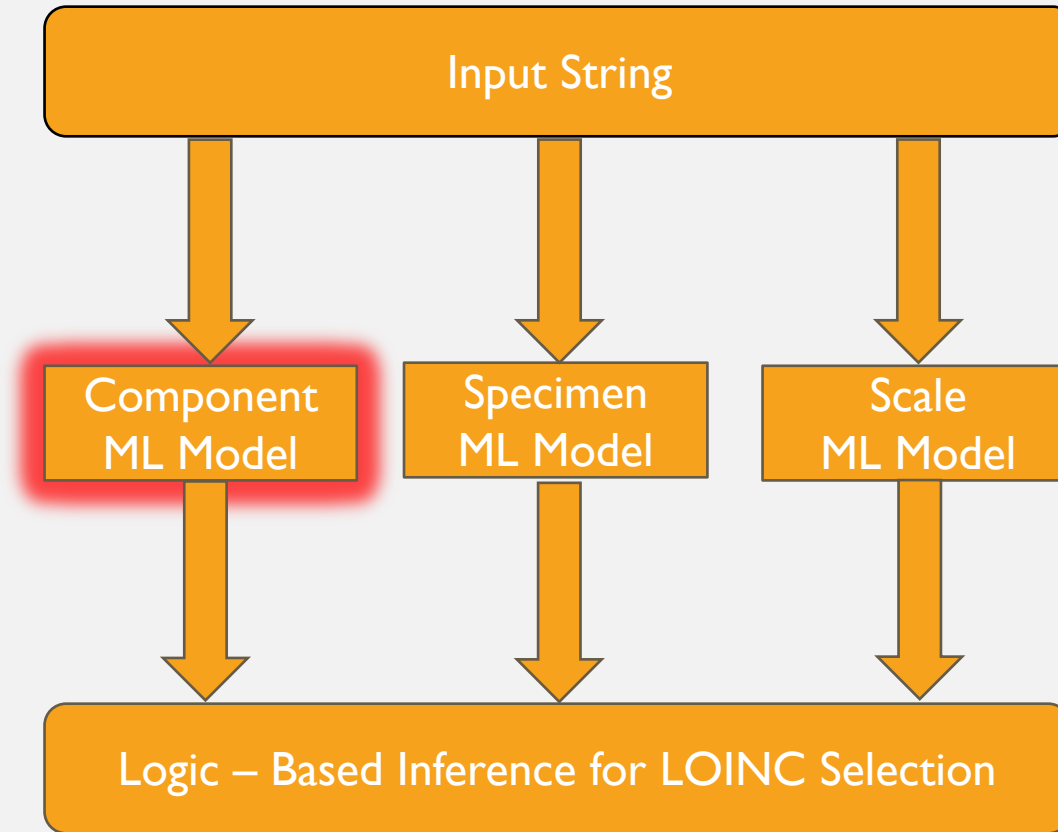 Input String
Component
ML Model
Specimen
ML Model
Scale
ML Model
Logic – Based Inference for LOINC Selection